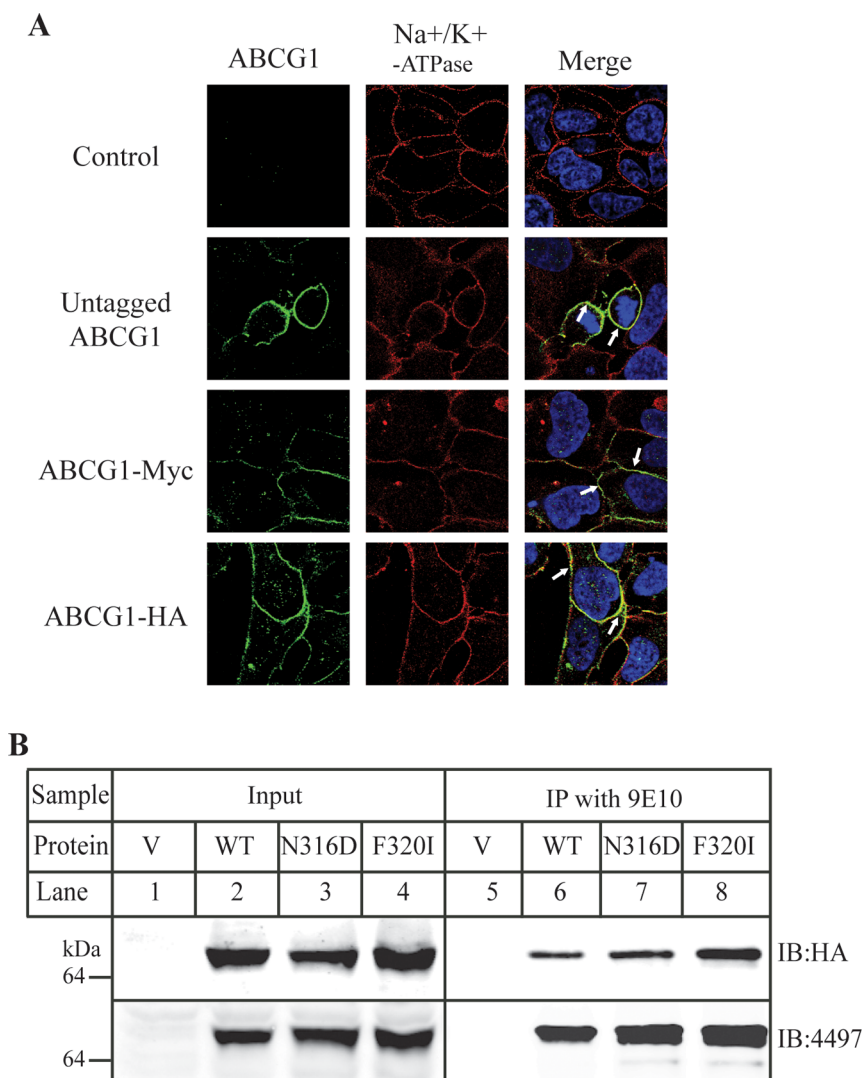 A
ABCG1
Na+/K+
-ATPase
Merge
Control
Untagged
ABCG1
ABCG1-Myc
ABCG1-HA
B
Sample Input IP with 9E10
Protein V WT N316D F320I V WT N316D F320I
Lane 1 2 3 4 5 6 7 8
kDa
64
IB:HA
64
IB:4497